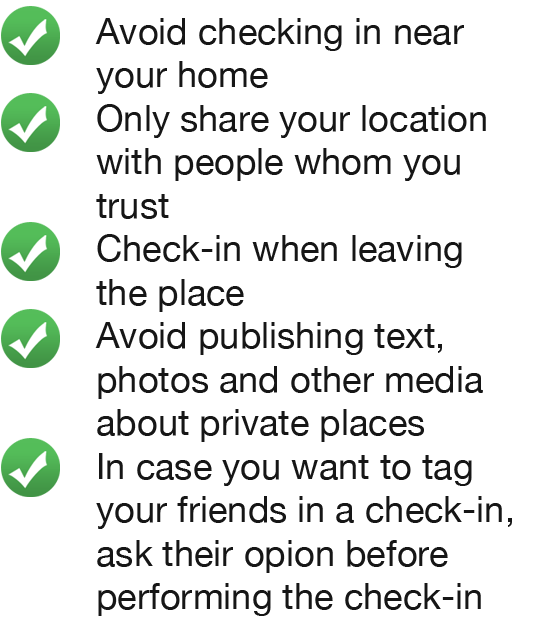 Avoid checking in near
your home
Only share your location
with people whom you
trust
Check-in when leaving
the place
Avoid publishing text,
photos and other media
about private places
In case you want to tag
your friends in a check-in,
ask their opion before
performing the check-in